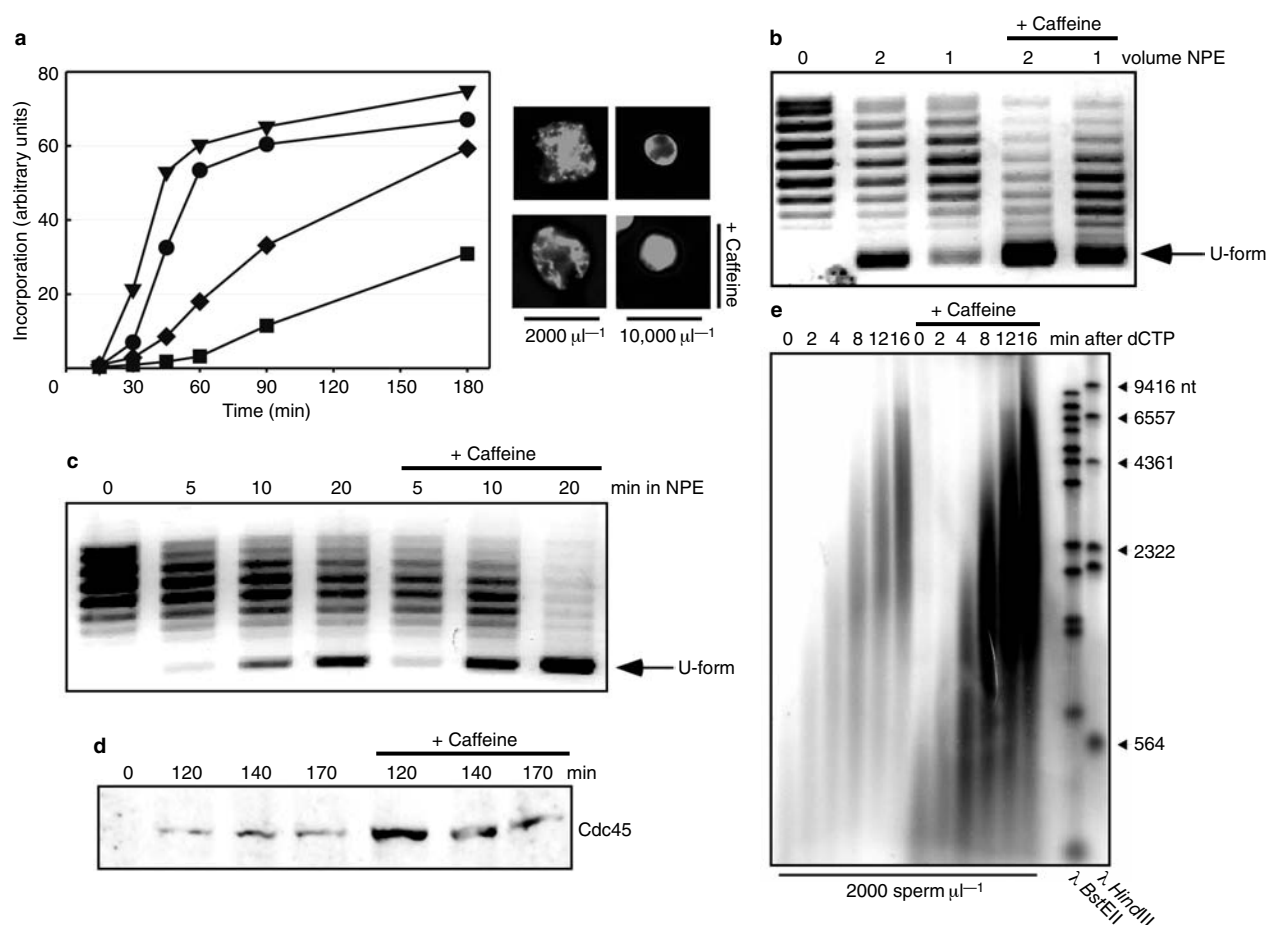 a
Incorporation (arbitrary units)
80
60
40
20
0 30 60 90 120 150 180
Time (min)
+ Caffeine
2000 µl—1 10,000 µl—1
b
+ Caffeine
0 2 1 2 1 volume NPE
U-form
c
+ Caffeine
0 5 10 20 5 10 20 min in NPE
U-form
d
+ Caffeine
0 120 140 170 120 140 170 min
Cdc45
e
+ Caffeine
0 2 4 8 12 16 0 2 4 8 12 16 min after dCTP
9416 nt
6557
4361
2322
564
2000 sperm µl—1
λ BstEII
λ HindIII